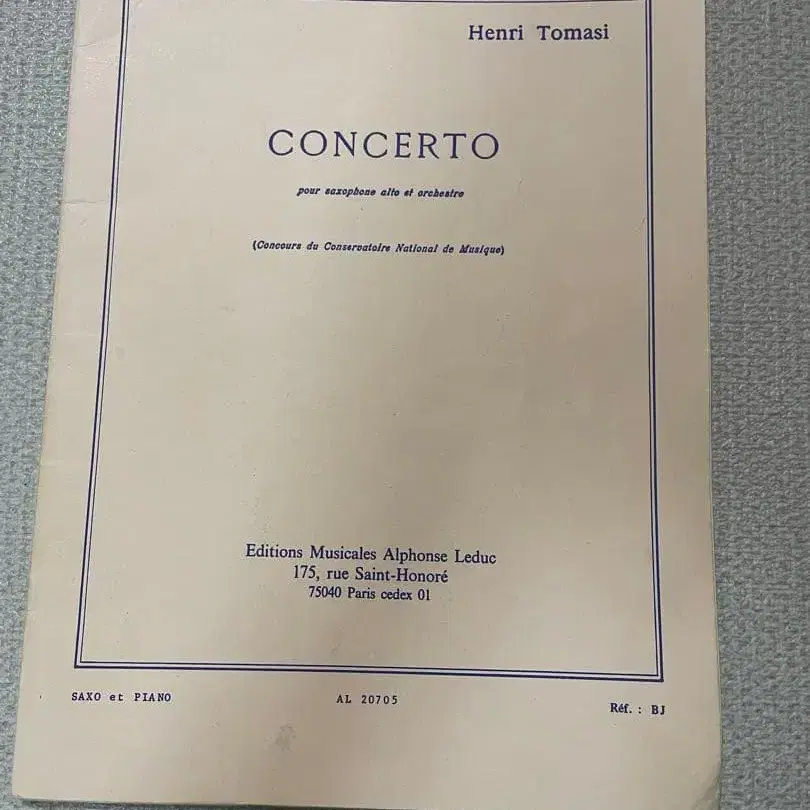 Henri Tomasi
CONCERTO
pour saxophone alto et orchestre
(Concours du Conservatoire National de Musique)
Editions Musicales Alphonse Leduc
175, rue Saint-Honoré
75040 Paris cedex 01
SAXO et PIANO AL 20705 Réf. : BJ